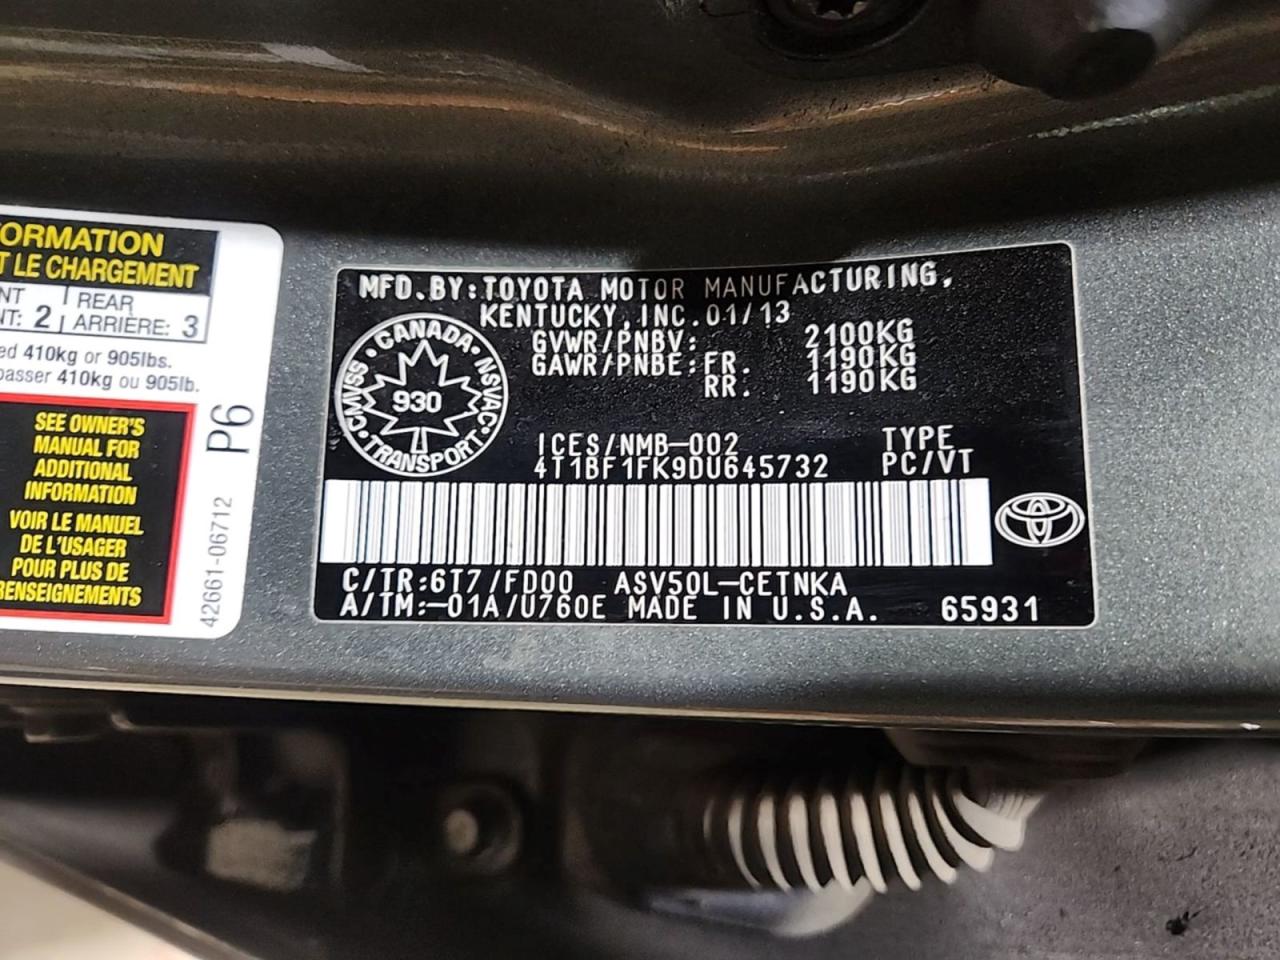 ORMATION
T LE CHARGEMENT
NT REAR
NT: 2 ARRIÈRE: 3
ed 410kg or 905lbs.
passer 410kg ou 905lb.
SEE OWNER'S
MANUAL FOR
ADDITIONAL
INFORMATION
VOIR LE MANUEL
DE L'USAGER
POUR PLUS DE
RENSEIGNEMENTS
P6
42661-06712
MFD.BY:TOYOTA MOTOR MANUFACTURING,
KENTUCKY,INC.01/13
GVWR/PNBV: 2100KG
GAWR/PNBE:FR. 1190KG
RR. 1190KG
CANADA
NSVAC
TRANSPORT
CMVSS
930
ICES/NMB-002 TYPE
4T1BF1FK9DU645732 PC/VT
C/TR:6T7/FD00 ASV50L-CETNKA
A/TM:-01A/U760E MADE IN U.S.A. 65931